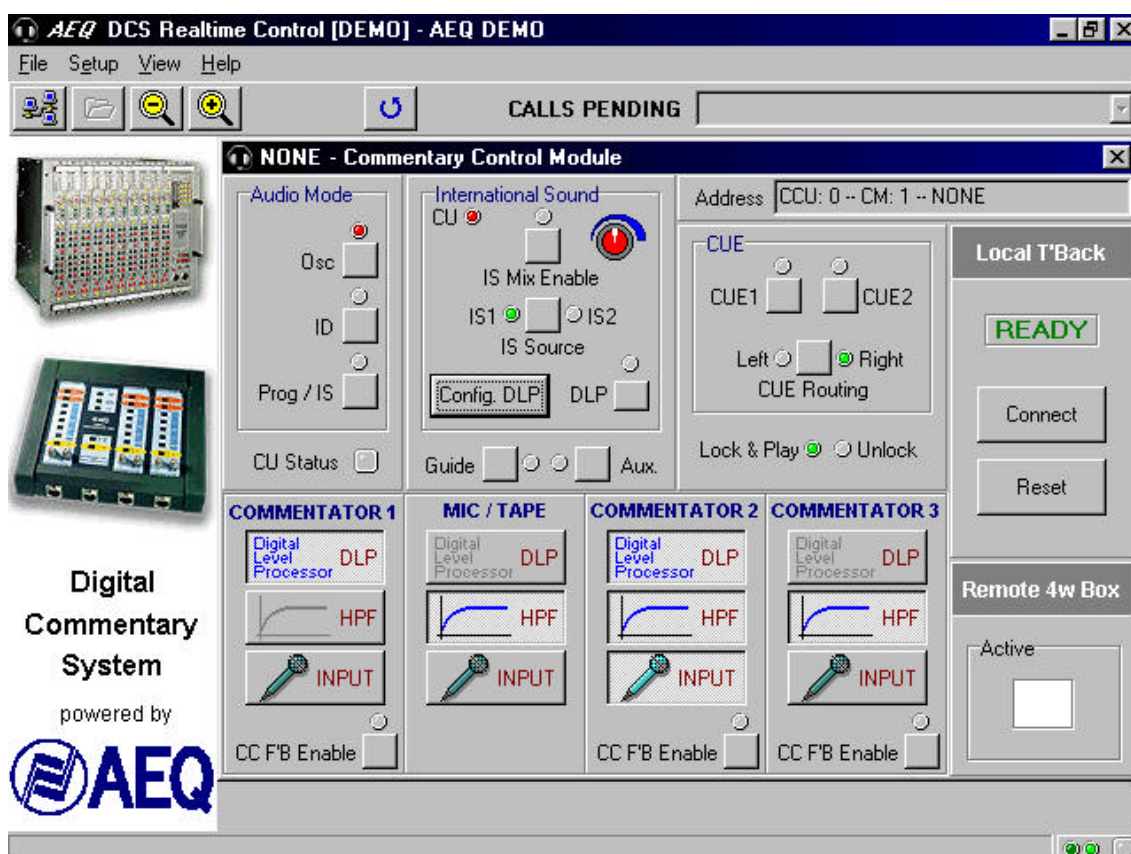 AEQ DCS Realtime Control [DEMO] - AEQ DEMO
File Setup View Help
CALLS PENDING
NONE - Commentary Control Module
Audio Mode
Osc
ID
Prog / IS
CU Status
International Sound
CU
IS Mix Enable
IS1 IS2
IS Source
Config. DLP DLP
Guide Aux.
Address CCU: 0 -- CM: 1 -- NONE
CUE
CUE1 CUE2
Left Right
CUE Routing
Lock & Play Unlock
Local T'Back
READY
Connect
Reset
COMMENTATOR 1
Digital Level Processor DLP
HPF
INPUT
CC F'B Enable
MIC / TAPE
Digital Level Processor DLP
HPF
INPUT
COMMENTATOR 2
Digital Level Processor DLP
HPF
INPUT
CC F'B Enable
COMMENTATOR 3
Digital Level Processor DLP
HPF
INPUT
CC F'B Enable
Remote 4w Box
Active
Digital
Commentary
System
powered by
AEQ